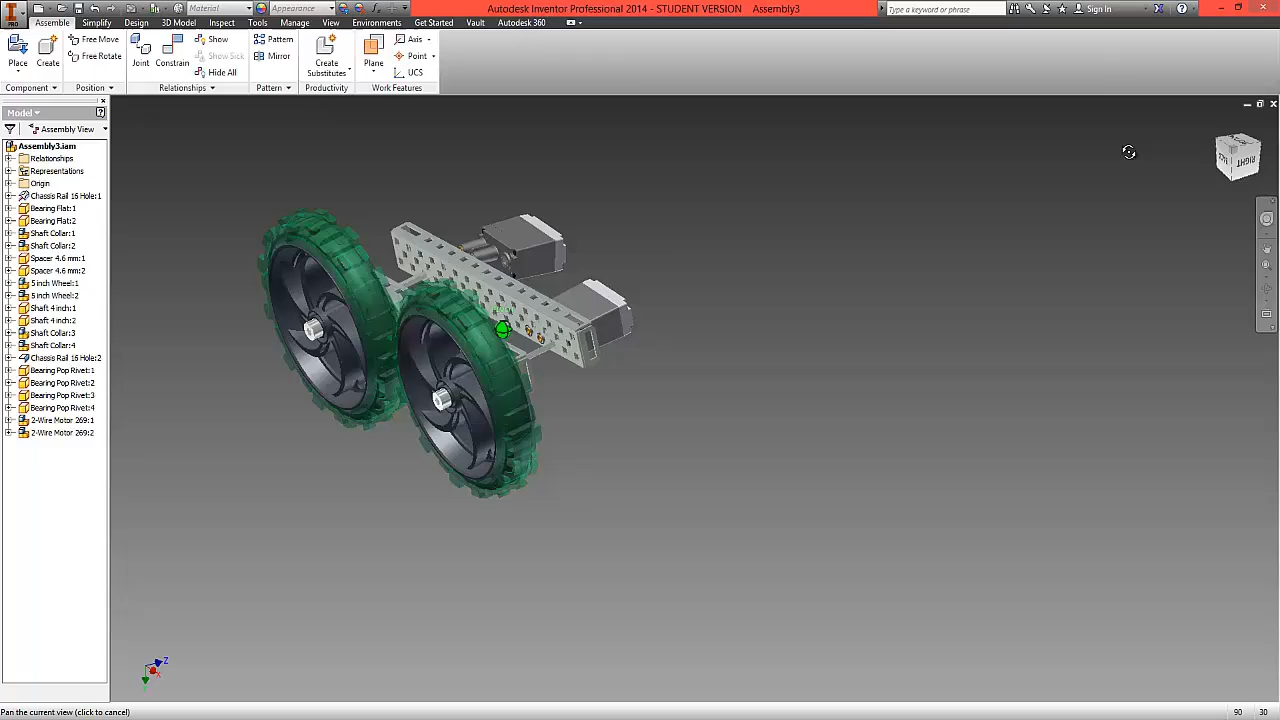 Material
Appearance
Autodesk Inventor Professional 2014 - STUDENT VERSION Assembly3
Type a keyword or phrase
Sign In
PRO
Assemble Simplify Design 3D Model Inspect Tools Manage Environments View Get Started Vault Autodesk 360
Place
Create
Free Move
Free Rotate
Joint
Constrain
Show
Show Sick
Hide All
Pattern
Mirror
Create
Substitutes
Plane
Axis
Point
UCS
Component
Position
Relationships
Pattern
Productivity
Work Features
Model
Assembly View
Assembly3.iam
Relationships
Representations
Origin
Chassis Rail 16 Hole:1
Bearing Flat:1
Bearing Flat:2
Shaft Collar:1
Shaft Collar:2
Spacer 4.6 mm:1
Spacer 4.6 mm:2
5 inch Wheel:1
5 inch Wheel:2
Shaft 4 inch:1
Shaft 4 inch:2
Shaft Collar:3
Shaft Collar:4
Chassis Rail 16 Hole:2
Bearing Pop Rivet:1
Bearing Pop Rivet:2
Bearing Pop Rivet:3
Bearing Pop Rivet:4
2-Wire Motor 269:1
2-Wire Motor 269:2
RIGHT
Z
X
Y
Pan the current view (click to cancel)
90 30